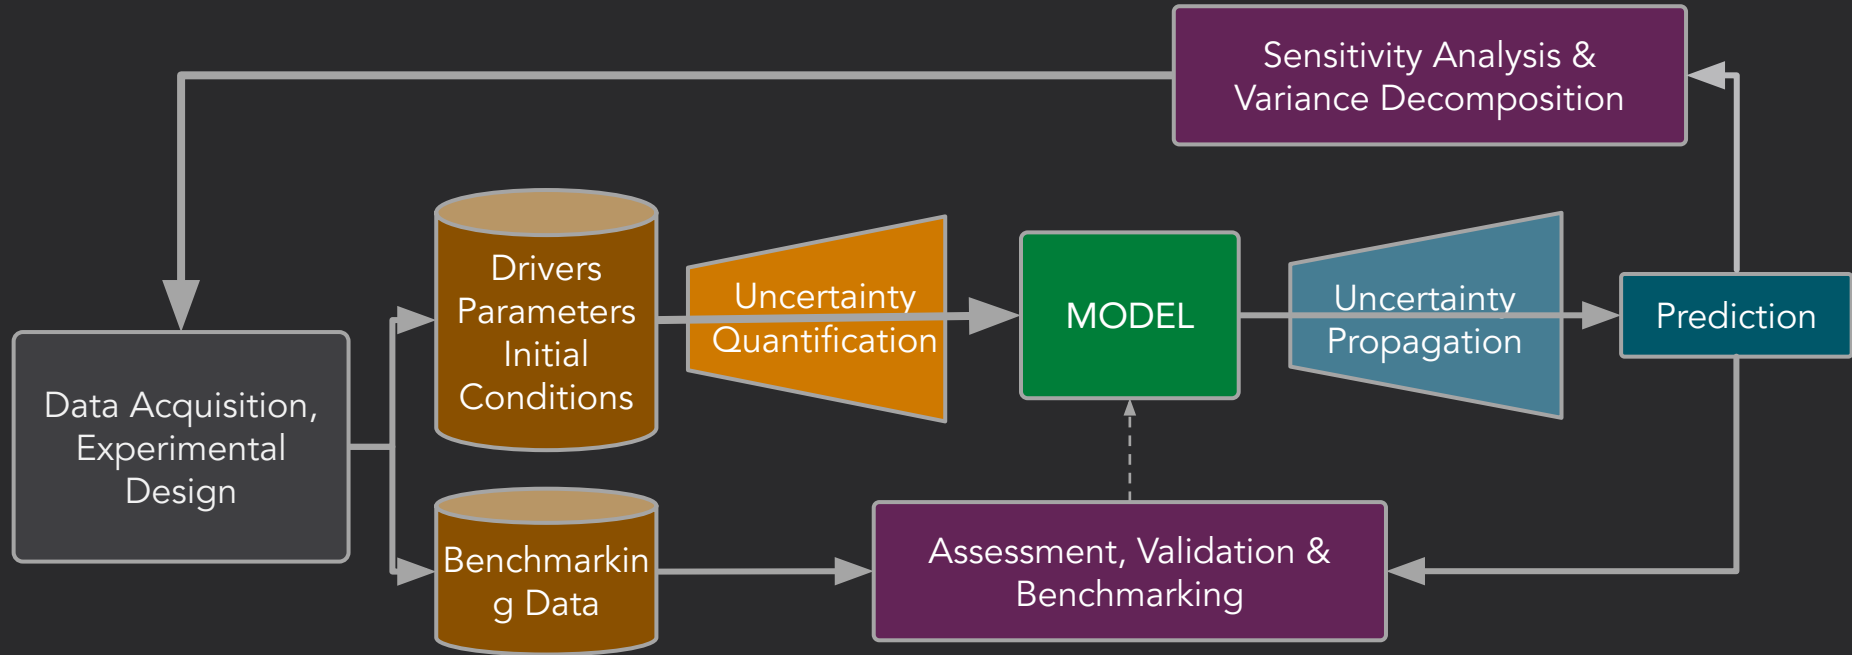 Sensitivity Analysis &
Variance Decomposition
Drivers
Parameters
Initial
Conditions
Uncertainty
Quantification
MODEL
Uncertainty
Propagation
Prediction
Data Acquisition,
Experimental
Design
Benchmarkin
g Data
Assessment, Validation &
Benchmarking